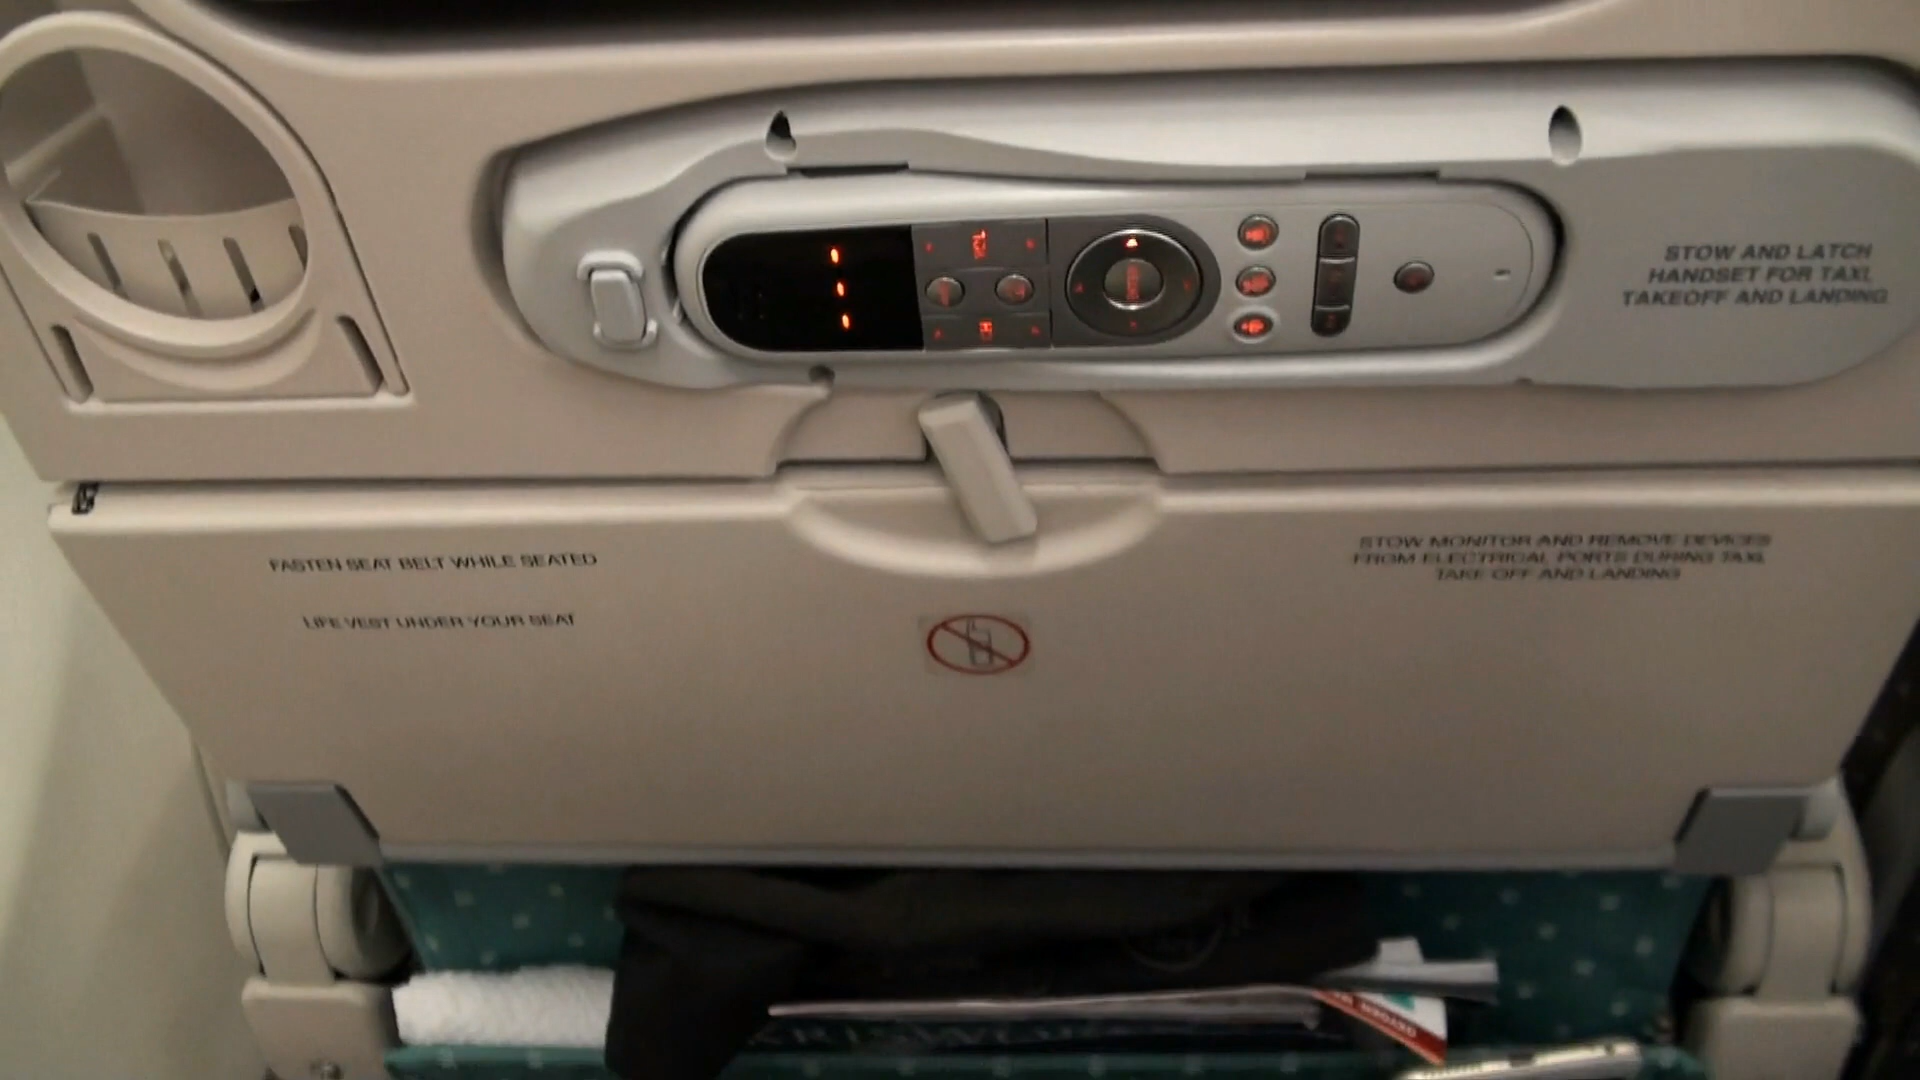 STOW AND LATCH
HANDSET FOR TAXI,
TAKEOFF AND LANDING
FASTEN SEAT BELT WHILE SEATED
LIFE VEST UNDER YOUR SEAT
STOW MONITOR AND REMOVE DEVICES
FROM ELECTRICAL PORTS DURING TAXI,
TAKE OFF AND LANDING